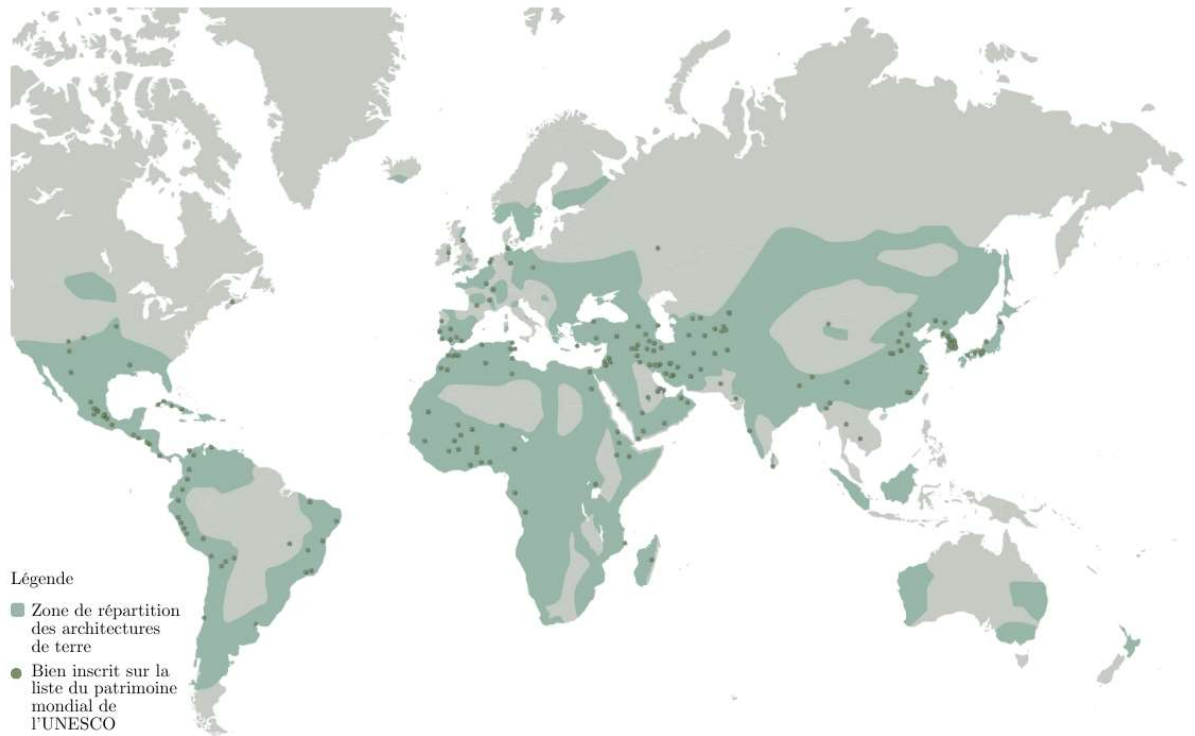 Légende
Zone de répartition
des architectures
de terre
Bien inscrit sur la
liste du patrimoine
mondial de
l'UNESCO